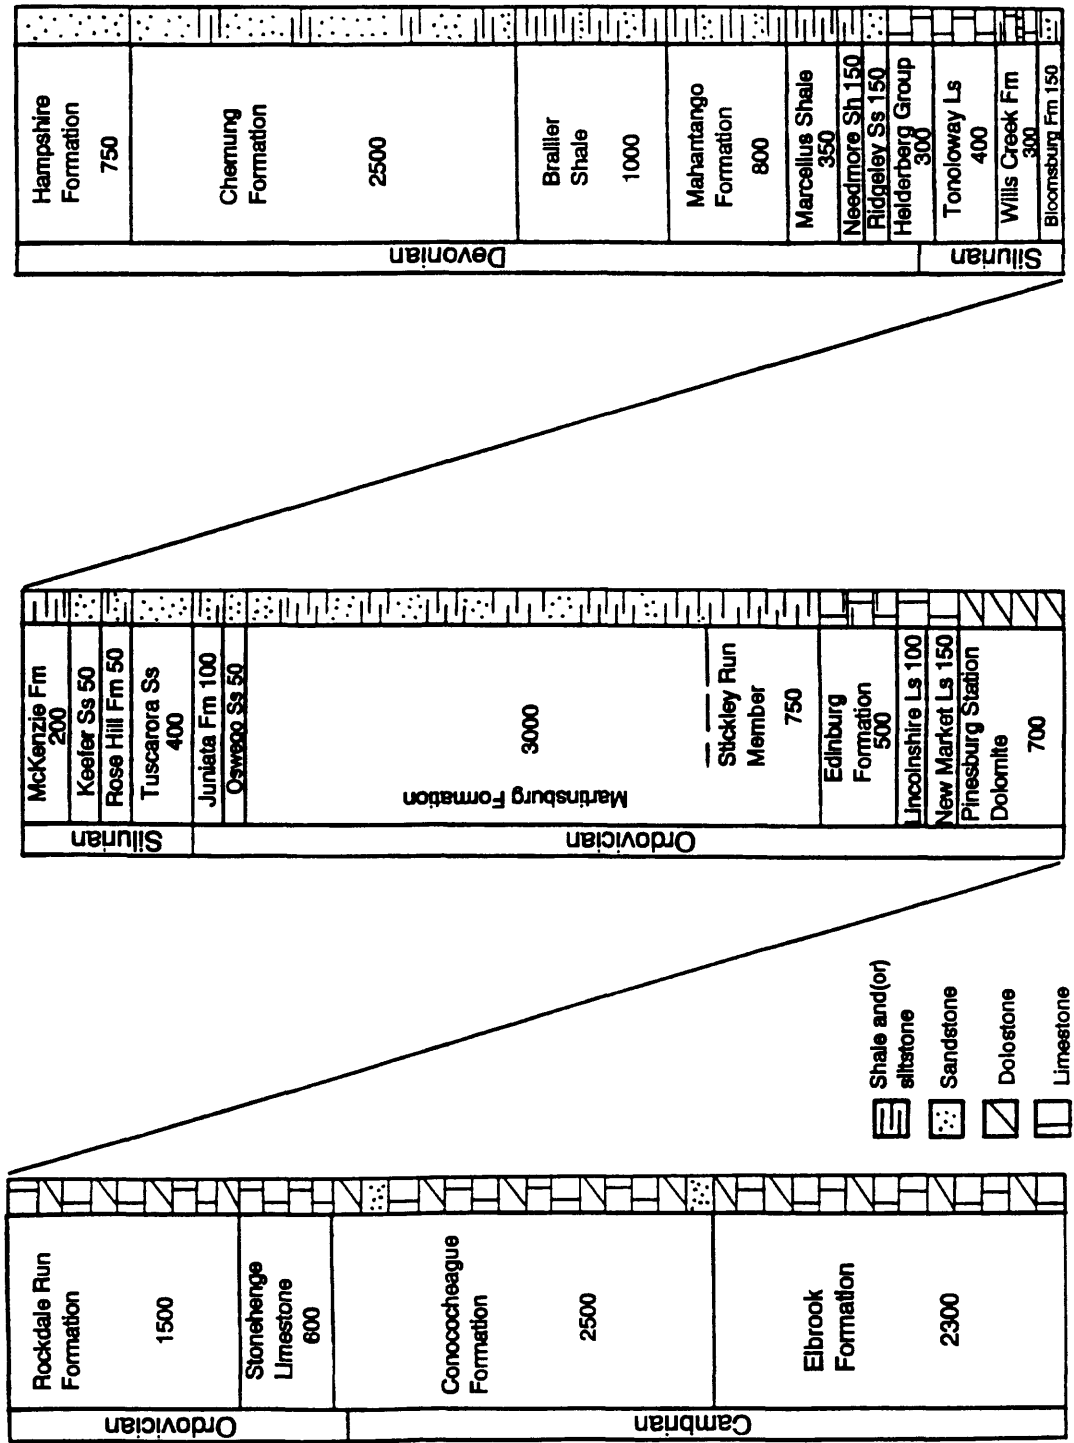 Hampshire
Formation
750
Chemung
Formation
2500
Brallier
Shale
1000
Mahantango
Formation
800
Marcellus Shale
350
Needmore Sh 150
Ridgeley Ss 150
Helderberg Group
300
Tonoloway Ls
400
Wills Creek Fm
300
Bloomsburg Fm 150
Devonian
Silurian
McKenzie Fm
200
Keefer Ss 50
Rose Hill Fm 50
Tuscarora Ss
400
Juniata Fm 100
Oswego Ss 50
3000
Martinsburg Formation
Stickley Run
Member
750
Edinburg
Formation
500
Lincolnshire Ls 100
New Market Ls 150
Pinesburg Station
Dolomite
700
Silurian
Ordovician
Rockdale Run
Formation
1500
Stonehenge
Limestone
600
Conococheague
Formation
2500
Elbrook
Formation
2300
Ordovician
Cambrian
Shale and(or)
siltstone
Sandstone
Dolostone
Limestone